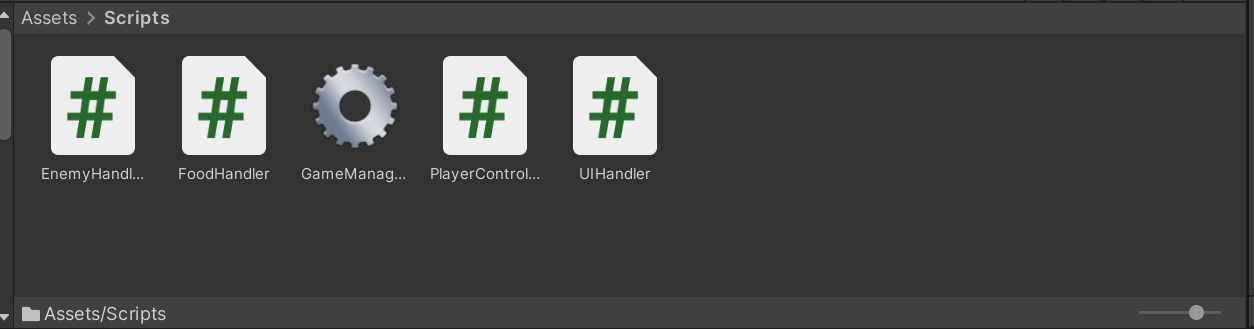 Assets > Scripts
EnemyHandl...
FoodHandler
GameManag...
PlayerControl...
UIHandler
Assets/Scripts